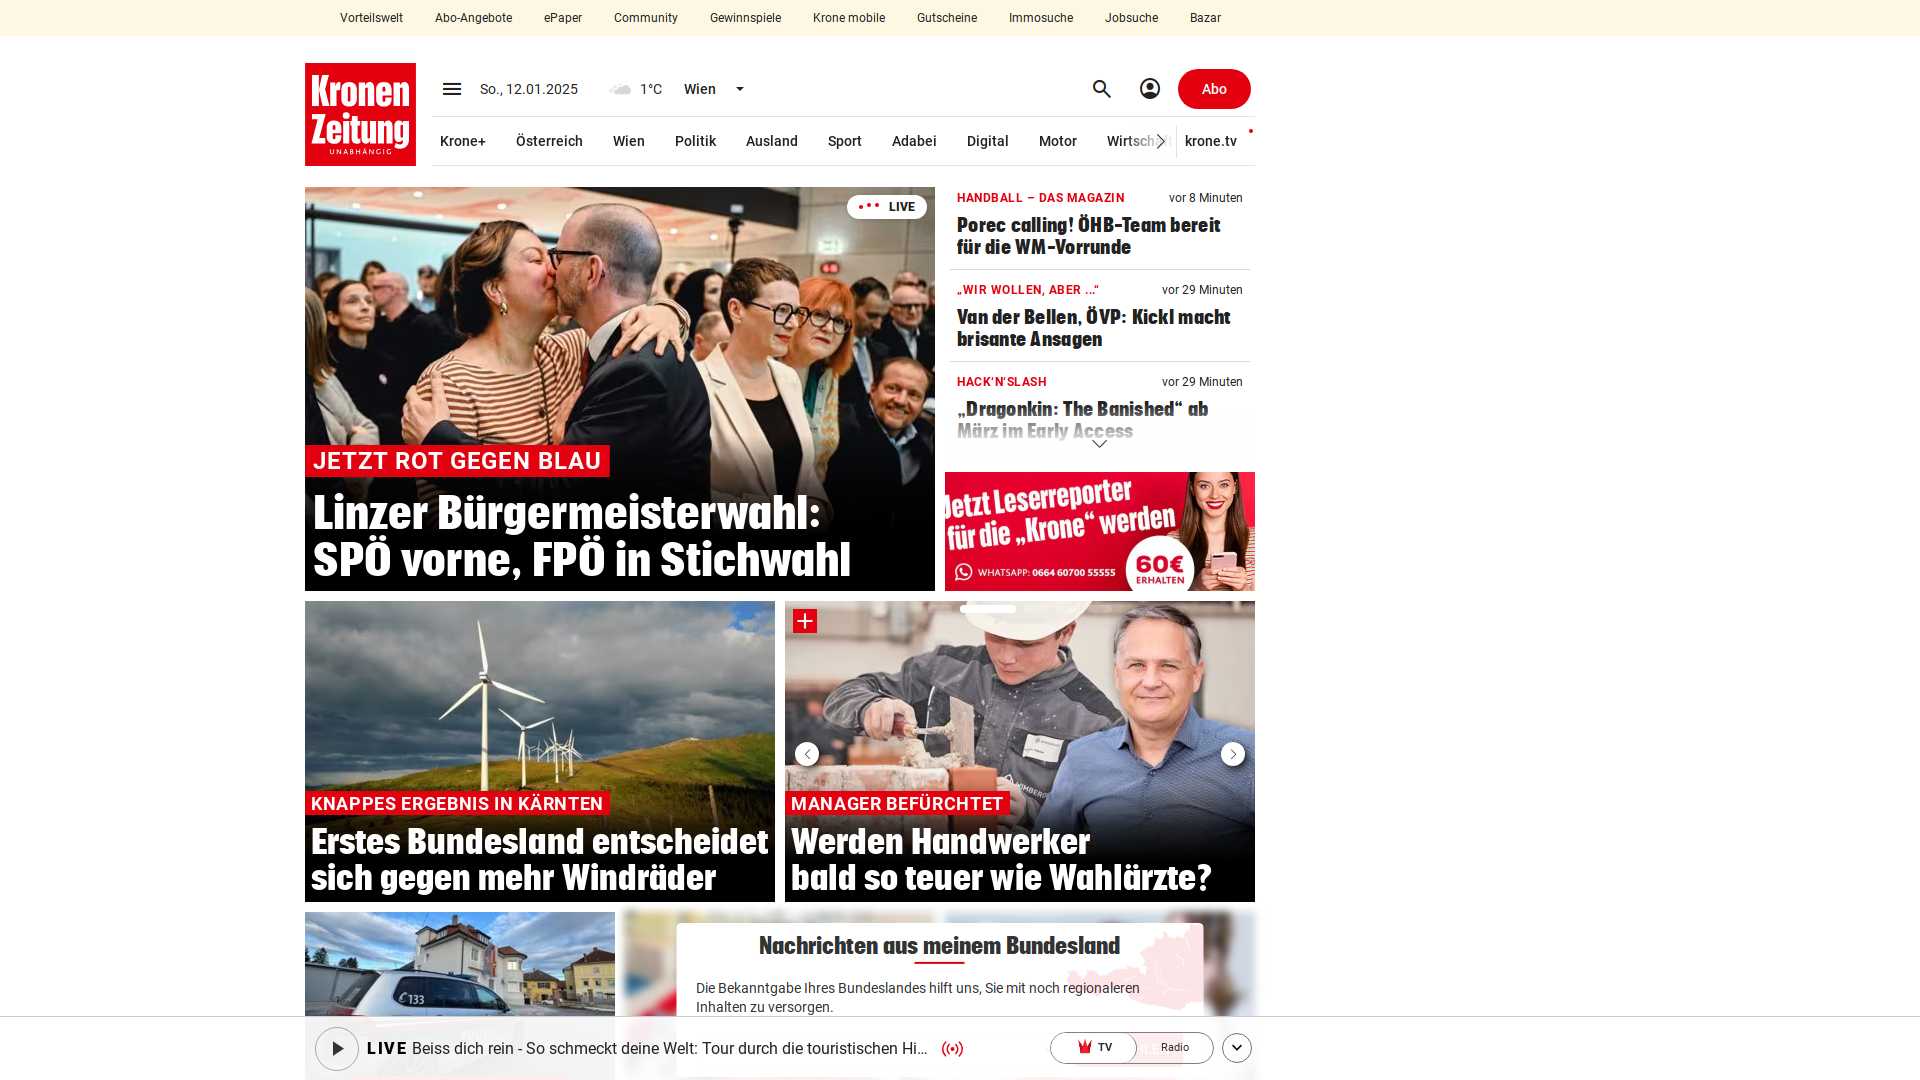 Vorteilswelt Abo-Angebote ePaper Community Gewinnspiele Krone mobile Gutscheine Immosuche Jobsuche Bazar
Kronen
Zeitung
UNABHÄNGIG
So., 12.01.2025 1°C Wien Abo
Krone+ Österreich Wien Politik Ausland Sport Adabei Digital Motor krone.tv
LIVE
JETZT ROT GEGEN BLAU
Linzer Bürgermeisterwahl:
SPÖ vorne, FPÖ in Stichwahl
HANDBALL – DAS MAGAZIN vor 8 Minuten
Porec calling! ÖHB-Team bereit
für die WM-Vorrunde
„WIR WOLLEN, ABER ...“ vor 29 Minuten
Van der Bellen, ÖVP: Kickl macht
brisante Ansagen
HACK‘N‘SLASH vor 29 Minuten
„Dragonkin: The Banished“ ab
März im Early Access
Jetzt Leserreporter
für die „Krone“ werden
WHATSAPP: 0664 60700 55555
60€
ERHALTEN
KNAPPES ERGEBNIS IN KÄRNTEN
Erstes Bundesland entscheidet
sich gegen mehr Windräder
MANAGER BEFÜRCHTET
Werden Handwerker
bald so teuer wie Wahlärzte?
133
Nachrichten aus meinem Bundesland
Die Bekanntgabe Ihres Bundeslandes hilft uns, Sie mit noch regionaleren
Inhalten zu versorgen.
LIVE Beiss dich rein - So schmeckt deine Welt: Tour durch die touristischen Hi...
TV Radio